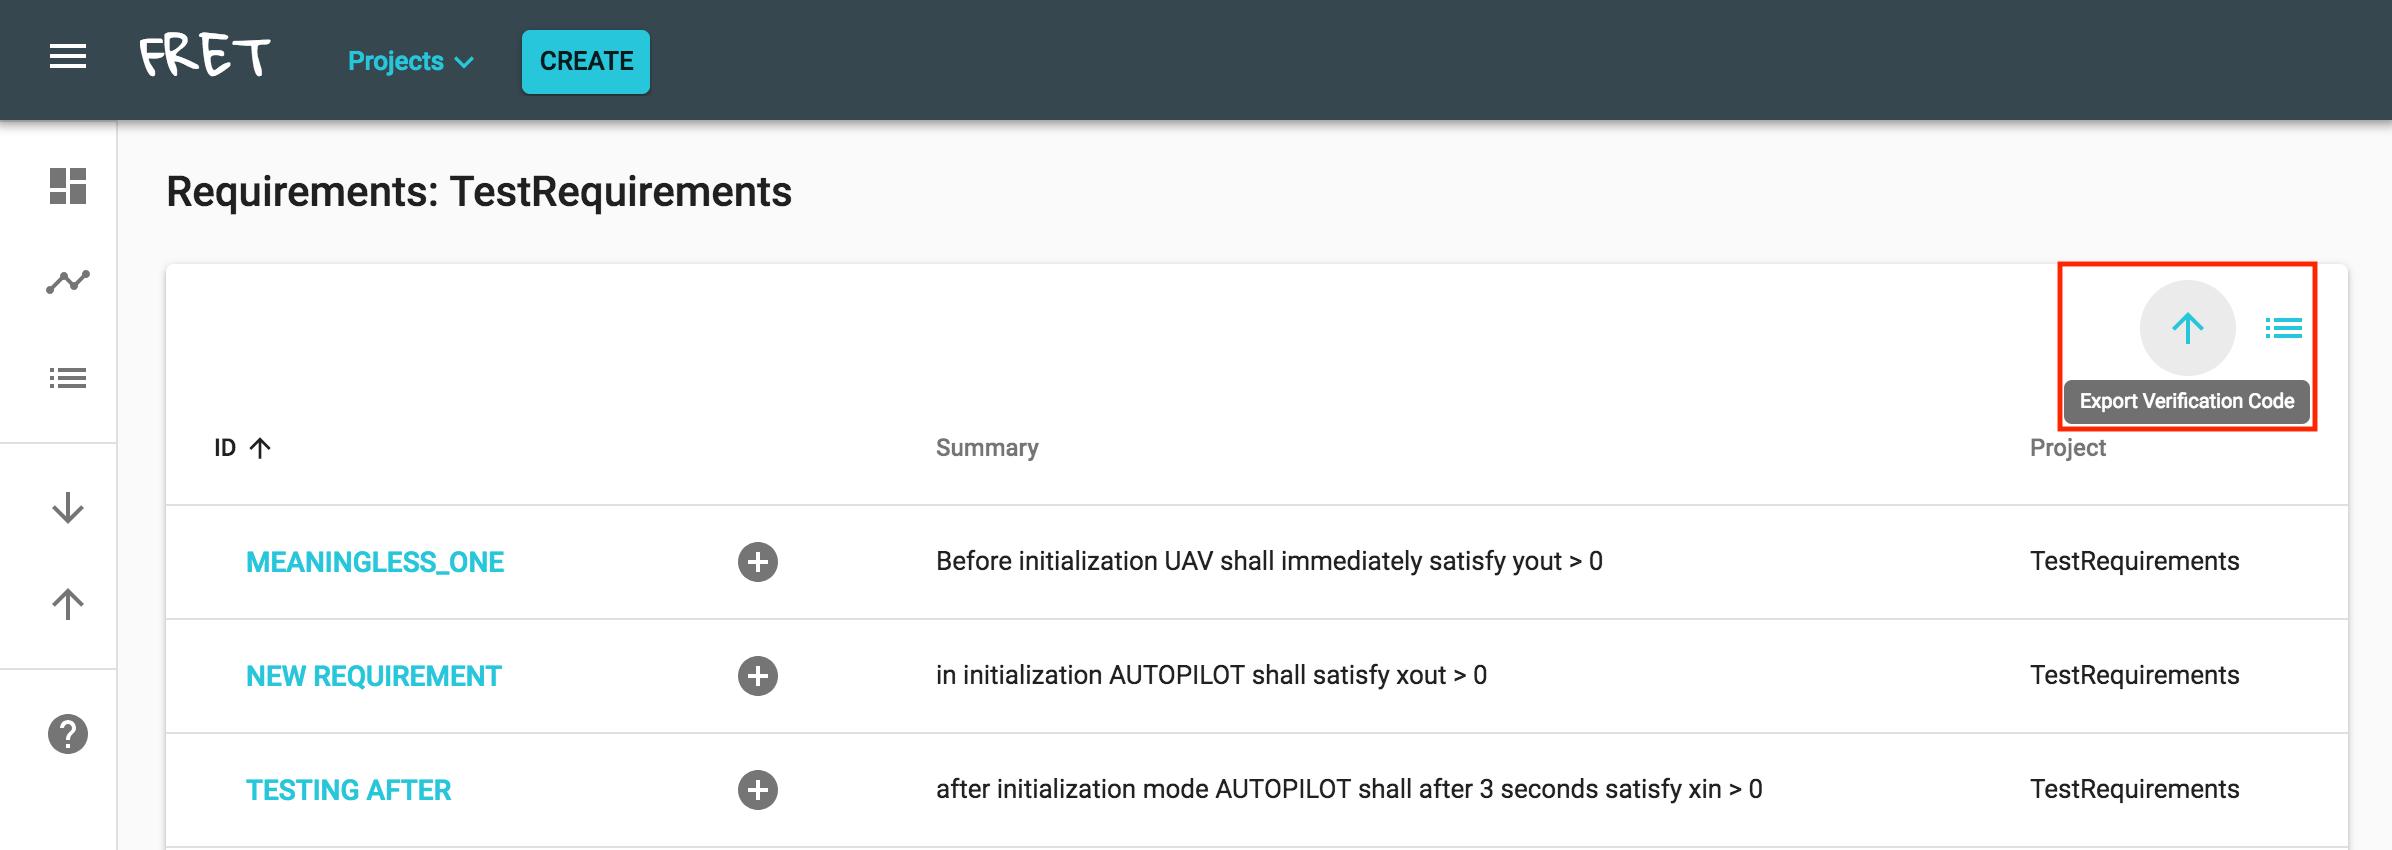 FRET
Projects
CREATE
Requirements: TestRequirements
Export Verification Code
ID
Summary
Project
MEANINGLESS_ONE
Before initialization UAV shall immediately satisfy yout > 0
TestRequirements
NEW REQUIREMENT
in initialization AUTOPILOT shall satisfy xout > 0
TestRequirements
TESTING AFTER
after initialization mode AUTOPILOT shall after 3 seconds satisfy xin > 0
TestRequirements